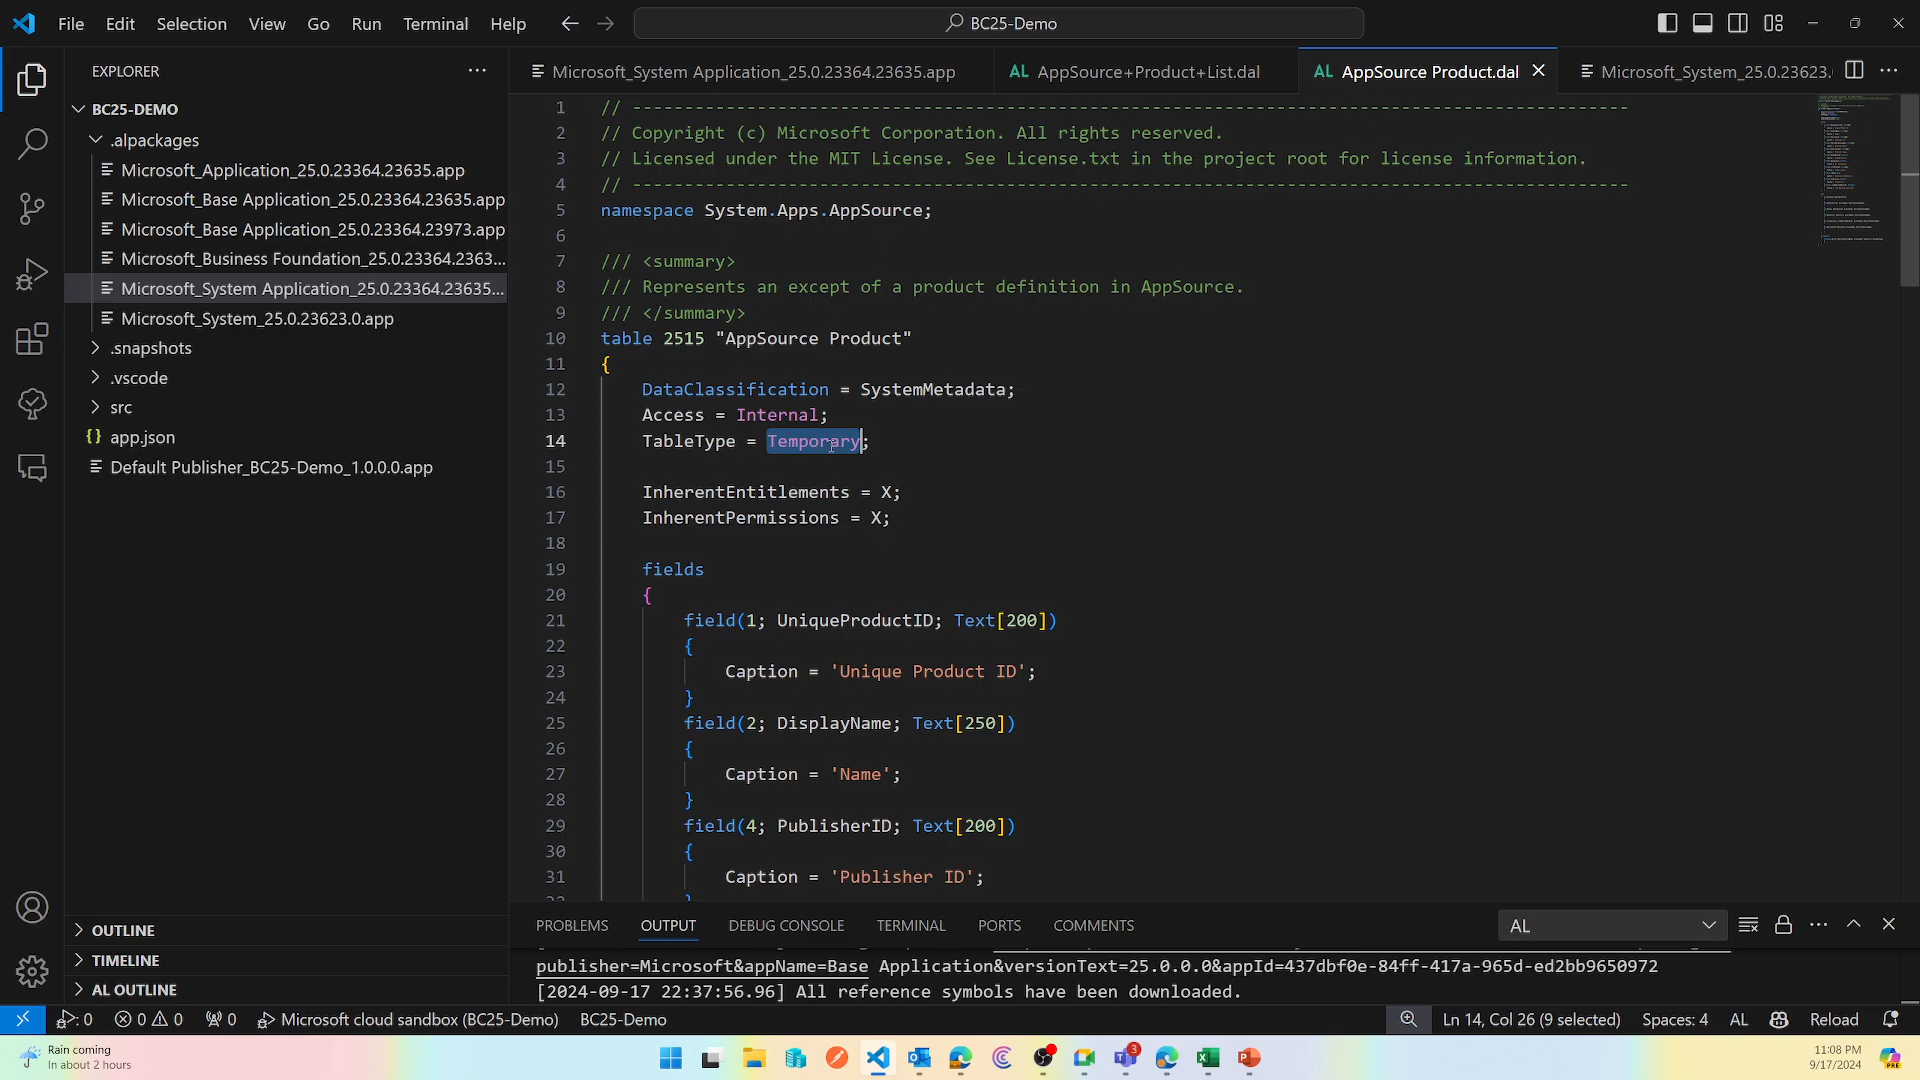 File Edit Selection View Go Run Terminal Help BC25-Demo
EXPLORER
BC25-DEMO
.alpackages
Microsoft_Application_25.0.23364.23635.app
Microsoft_Base Application_25.0.23364.23635.app
Microsoft_Base Application_25.0.23364.23973.app
Microsoft_Business Foundation_25.0.23364.2363...
Microsoft_System Application_25.0.23364.23635...
Microsoft_System_25.0.23623.0.app
.snapshots
.vscode
src
{} app.json
Default Publisher_BC25-Demo_1.0.0.0.app
OUTLINE
TIMELINE
AL OUTLINE
Microsoft_System Application_25.0.23364.23635.app AL AppSource+Product+List.dal AL AppSource Product.dal Microsoft_System_25.0.23623.
1 // ------------------------------------------------------------------------------------------------
2 // Copyright (c) Microsoft Corporation. All rights reserved.
3 // Licensed under the MIT License. See License.txt in the project root for license information.
4 // ------------------------------------------------------------------------------------------------
5 namespace System.Apps.AppSource;
6
7 /// <summary>
8 /// Represents an except of a product definition in AppSource.
9 /// </summary>
10 table 2515 "AppSource Product"
11 {
12 DataClassification = SystemMetadata;
13 Access = Internal;
14 TableType = Temporary;
15
16 InherentEntitlements = X;
17 InherentPermissions = X;
18
19 fields
20 {
21 field(1; UniqueProductID; Text[200])
22 {
23 Caption = 'Unique Product ID';
24 }
25 field(2; DisplayName; Text[250])
26 {
27 Caption = 'Name';
28 }
29 field(4; PublisherID; Text[200])
30 {
31 Caption = 'Publisher ID';
PROBLEMS OUTPUT DEBUG CONSOLE TERMINAL PORTS COMMENTS AL
publisher=Microsoft&appName=Base Application&versionText=25.0.0.0&appId=437dbf0e-84ff-417a-965d-ed2bb9650972
[2024-09-17 22:37:56.96] All reference symbols have been downloaded.
: 0 0 0 0 Microsoft cloud sandbox (BC25-Demo) BC25-Demo Ln 14, Col 26 (9 selected) Spaces: 4 AL Reload
Rain coming
In about 2 hours
3
PRE
11:08 PM
9/17/2024